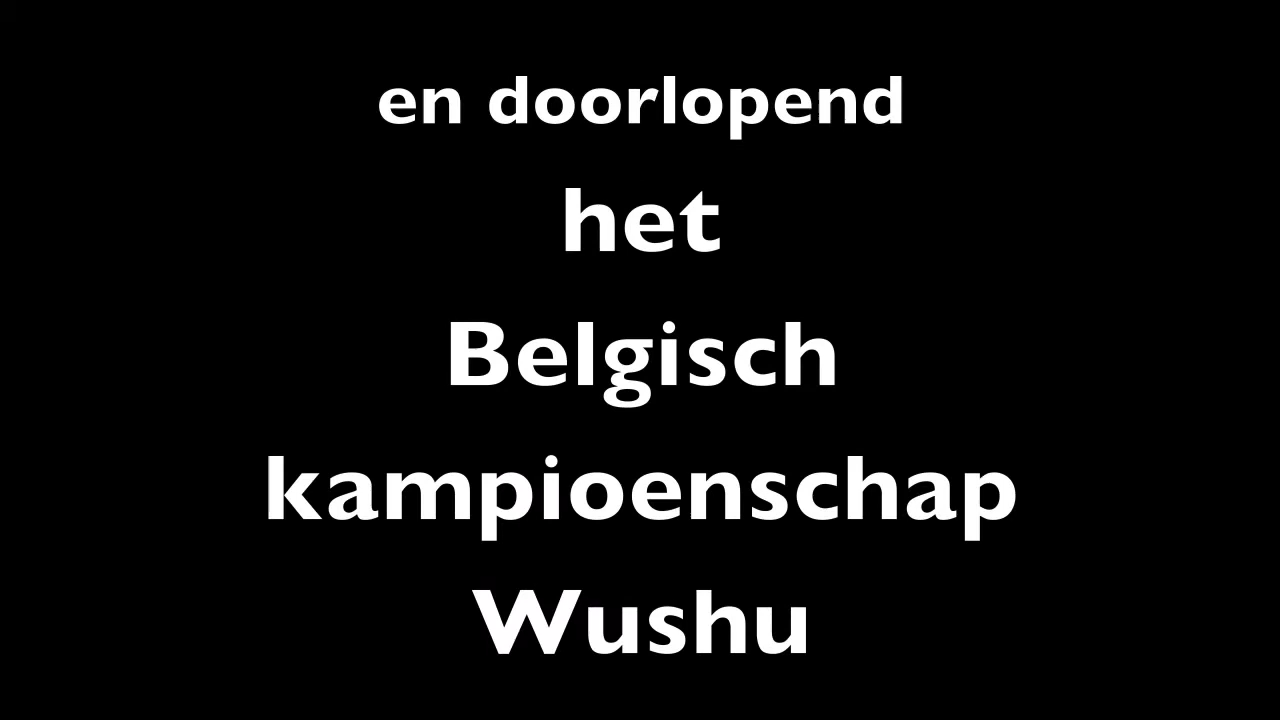 en doorlopend
het
Belgisch
kampioenschap
Wushu